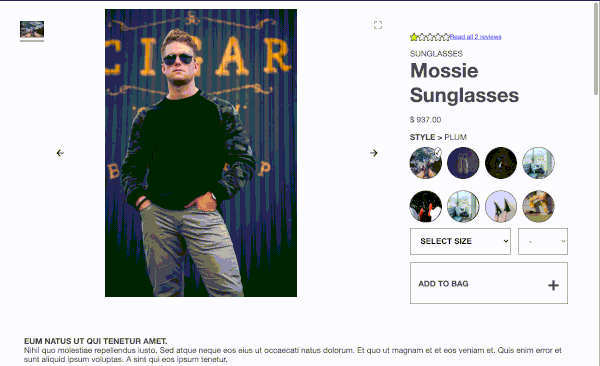 CIGAR
Read all 2 reviews
SUNGLASSES
Mossie
Sunglasses
$ 937.00
STYLE > PLUM
SELECT SIZE
-
ADD TO BAG
+
EUM NATUS UT QUI TENETUR AMET.
Nihil quo molestiae repellendus iusto. Sed atque neque eos eius ut occaecati natus dolorum. Et quo ut magnam et et eos veniam et. Quis enim error et
sunt aliquid ipsum voluptas. A sint qui eos ipsum tenetur.